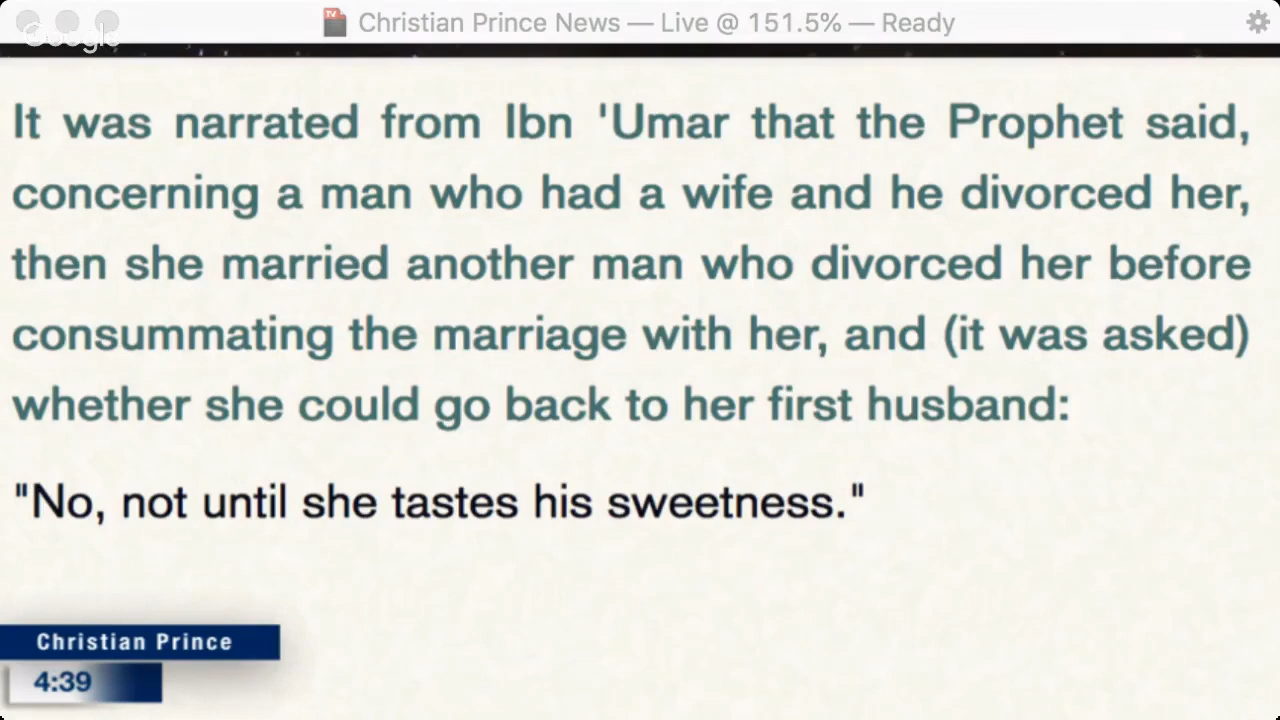 Christian Prince News — Live @ 151.5% — Ready
Google
It was narrated from Ibn 'Umar that the Prophet said,
concerning a man who had a wife and he divorced her,
then she married another man who divorced her before
consummating the marriage with her, and (it was asked)
whether she could go back to her first husband:
"No, not until she tastes his sweetness."
Christian Prince
4:39